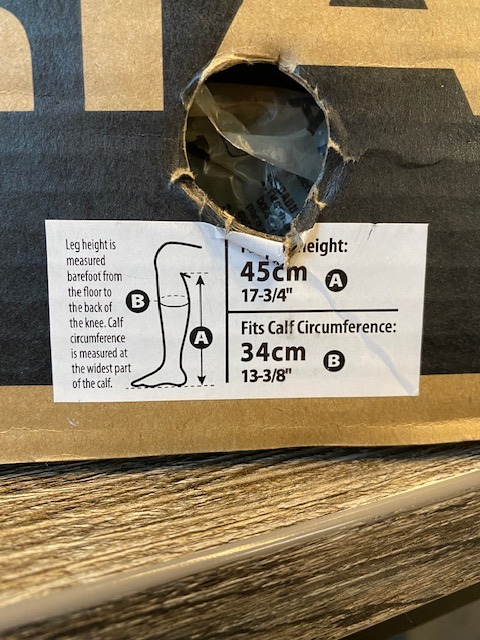 Leg height is
measured
barefoot from
the floor to
the back of
the knee. Calf
circumference
is measured at
the widest part
of the calf.
B
A
height:
45cm A
17-3/4"
Fits Calf Circumference:
34cm B
13-3/8"